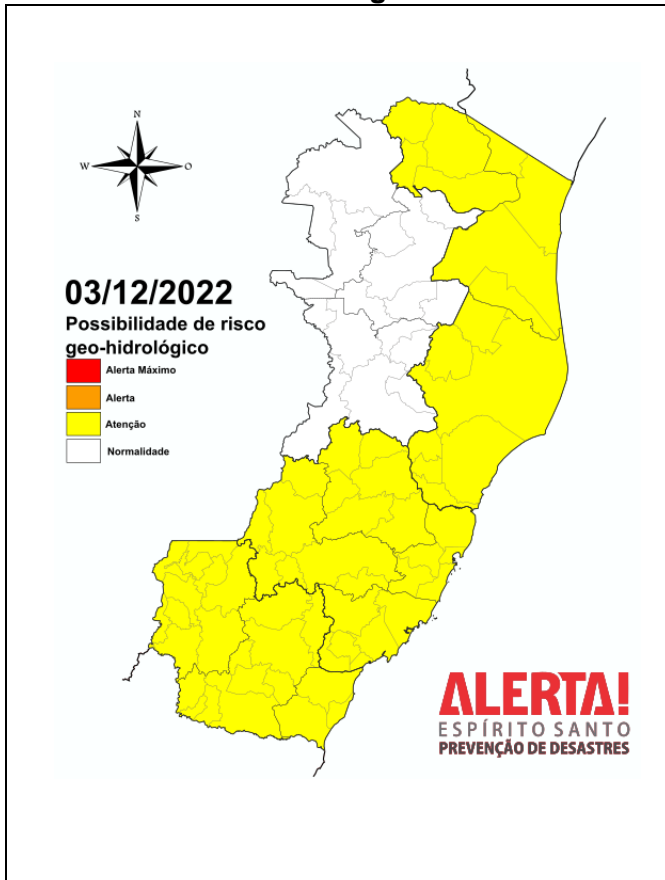 N
W
O
S
03/12/2022
Possibilidade de risco
geo-hidrológico
Alerta Máximo
Alerta
Atenção
Normalidade
ALERTA!
ESPÍRITO SANTO
PREVENÇÃO DE DESASTRES